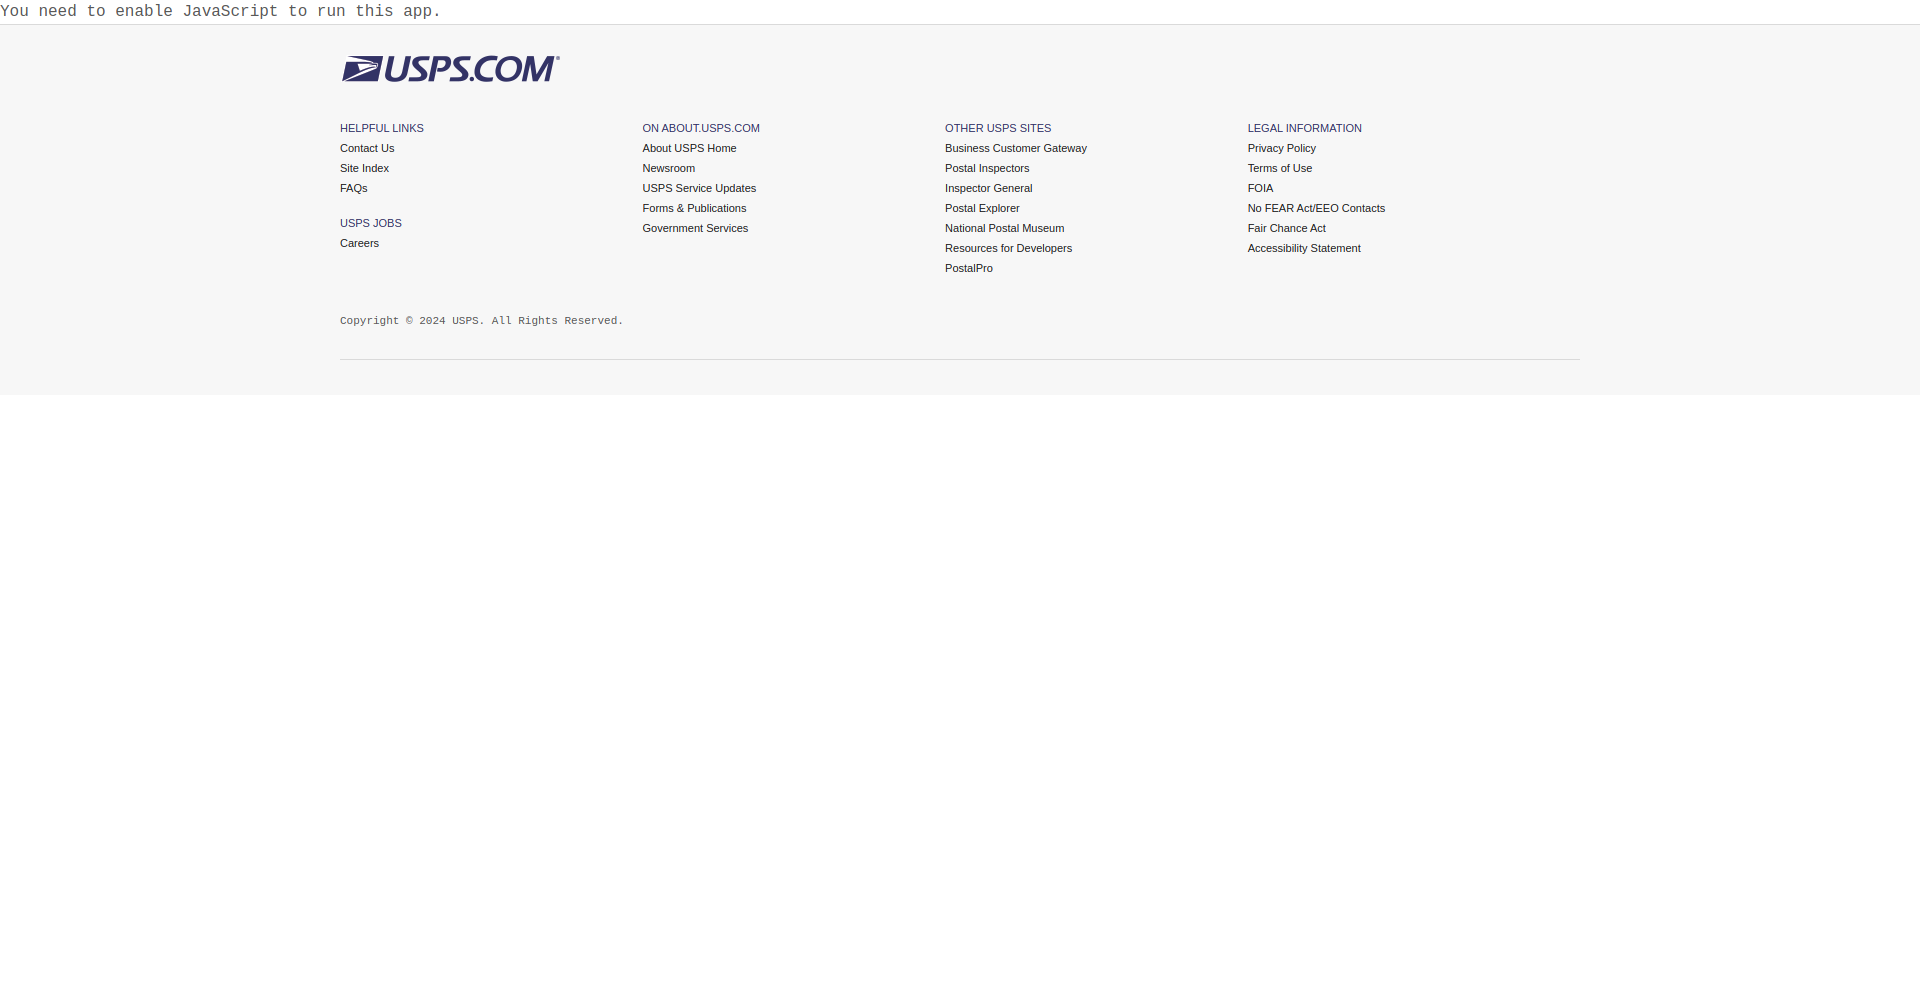 You need to enable JavaScript to run this app.
USPS.COM®
HELPFUL LINKS
Contact Us
Site Index
FAQs
USPS JOBS
Careers
ON ABOUT.USPS.COM
About USPS Home
Newsroom
USPS Service Updates
Forms & Publications
Government Services
OTHER USPS SITES
Business Customer Gateway
Postal Inspectors
Inspector General
Postal Explorer
National Postal Museum
Resources for Developers
PostalPro
LEGAL INFORMATION
Privacy Policy
Terms of Use
FOIA
No FEAR Act/EEO Contacts
Fair Chance Act
Accessibility Statement
Copyright © 2024 USPS. All Rights Reserved.